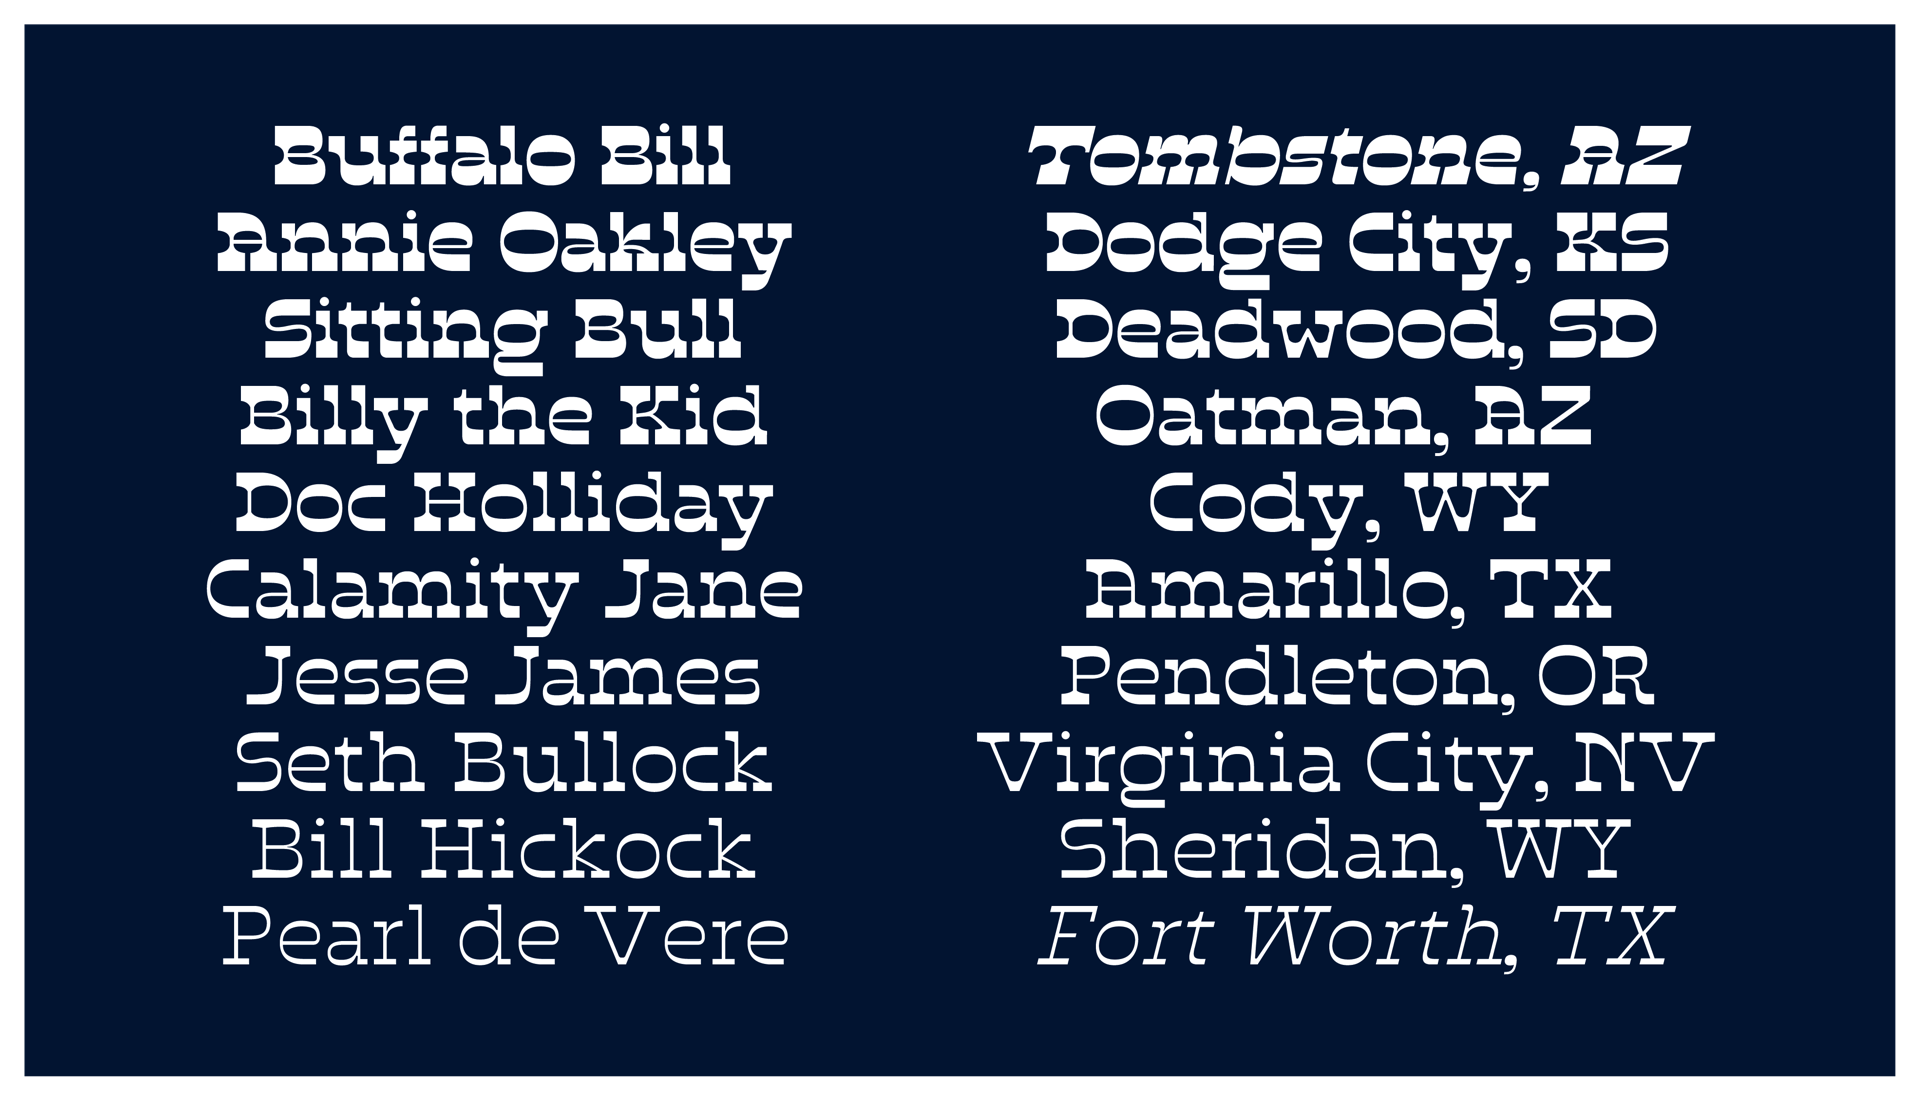 Buffalo Bill
Annie Oakley
Sitting Bull
Billy the Kid
Doc Holliday
Calamity Jane
Jesse James
Seth Bullock
Bill Hickock
Pearl de Vere
Tombstone, AZ
Dodge City, KS
Deadwood, SD
Oatman, AZ
Cody, WY
Amarillo, TX
Pendleton, OR
Virginia City, NV
Sheridan, WY
Fort Worth, TX